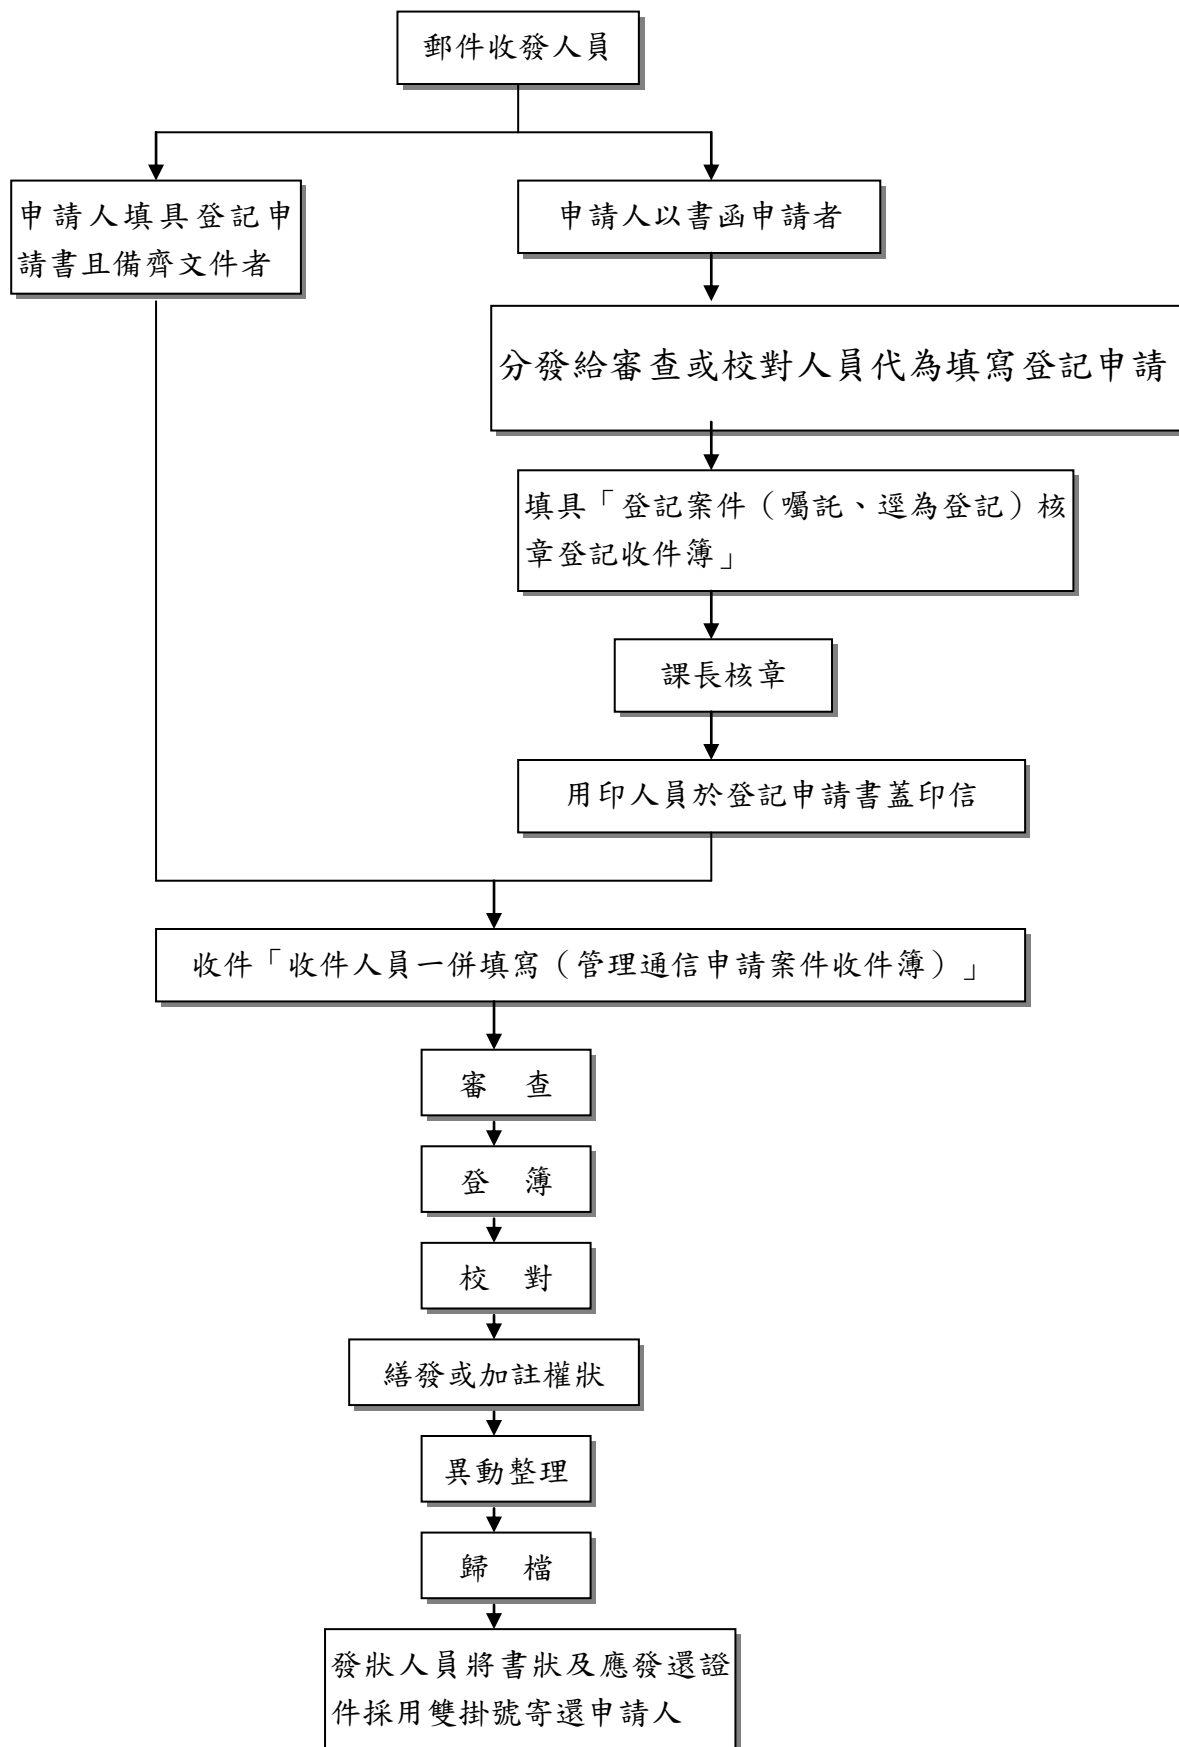 郵件收發人員
申請人填具登記申
請書且備齊文件者
申請人以書函申請者
分發給審查或校對人員代為填寫登記申請
填具「登記案件（囑託、逕為登記）核
章登記收件簿」
課長核章
用印人員於登記申請書蓋印信
收件「收件人員一併填寫（管理通信申請案件收件簿）」
審　查
登　簿
校　對
繕發或加註權狀
異動整理
歸　檔
發狀人員將書狀及應發還證
件採用雙掛號寄還申請人